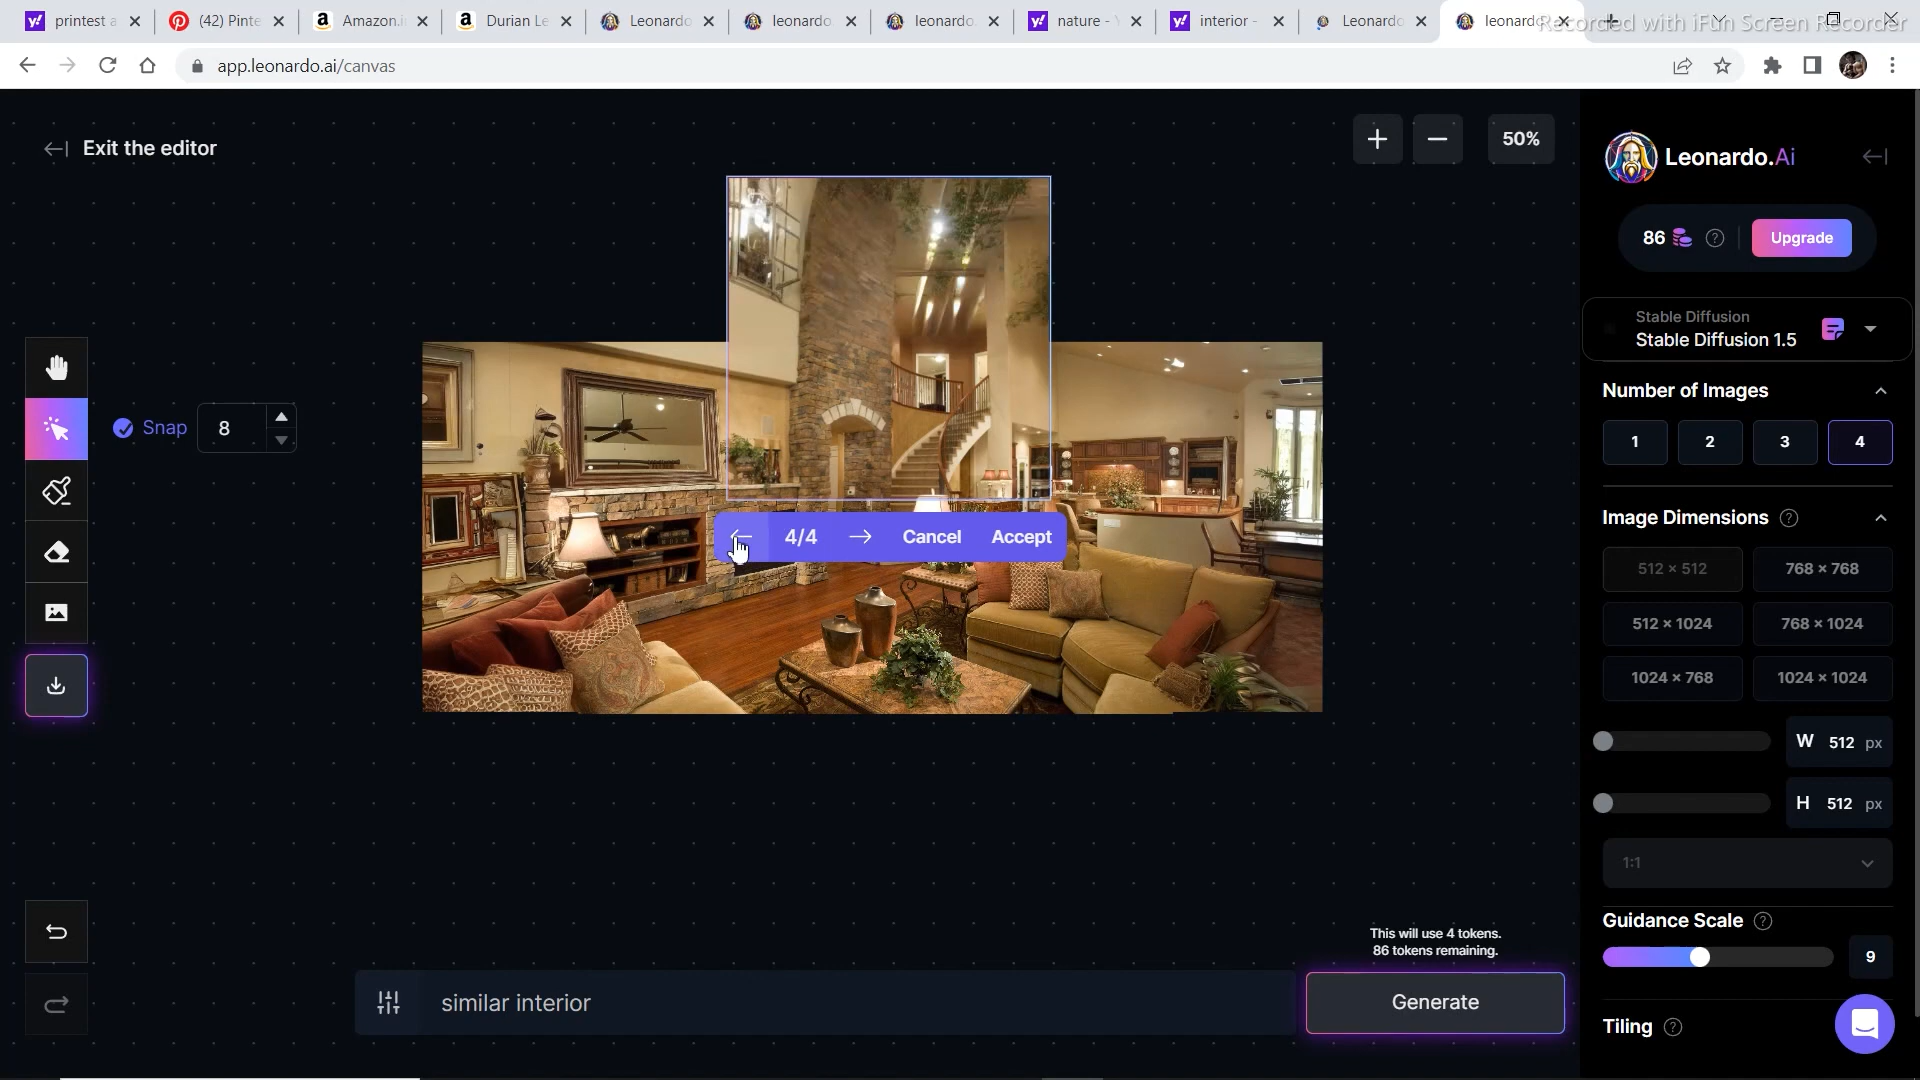 printest a
(42) Pinte
Amazon.i
Durian Le
Leonardo
leonardo
leonardo.
nature - Y
interior -
Leonardo
leonardo
Recorded with iFun Screen Recorder
app.leonardo.ai/canvas
Exit the editor
50%
Leonardo.Ai
86
Upgrade
Stable Diffusion
Stable Diffusion 1.5
Number of Images
1 2 3 4
Snap 8
Image Dimensions
4/4 Cancel Accept
512 × 512 768 × 768
512 × 1024 768 × 1024
1024 × 768 1024 × 1024
W 512 px
H 512 px
1:1
Guidance Scale
9
This will use 4 tokens.
86 tokens remaining.
similar interior
Generate
Tiling